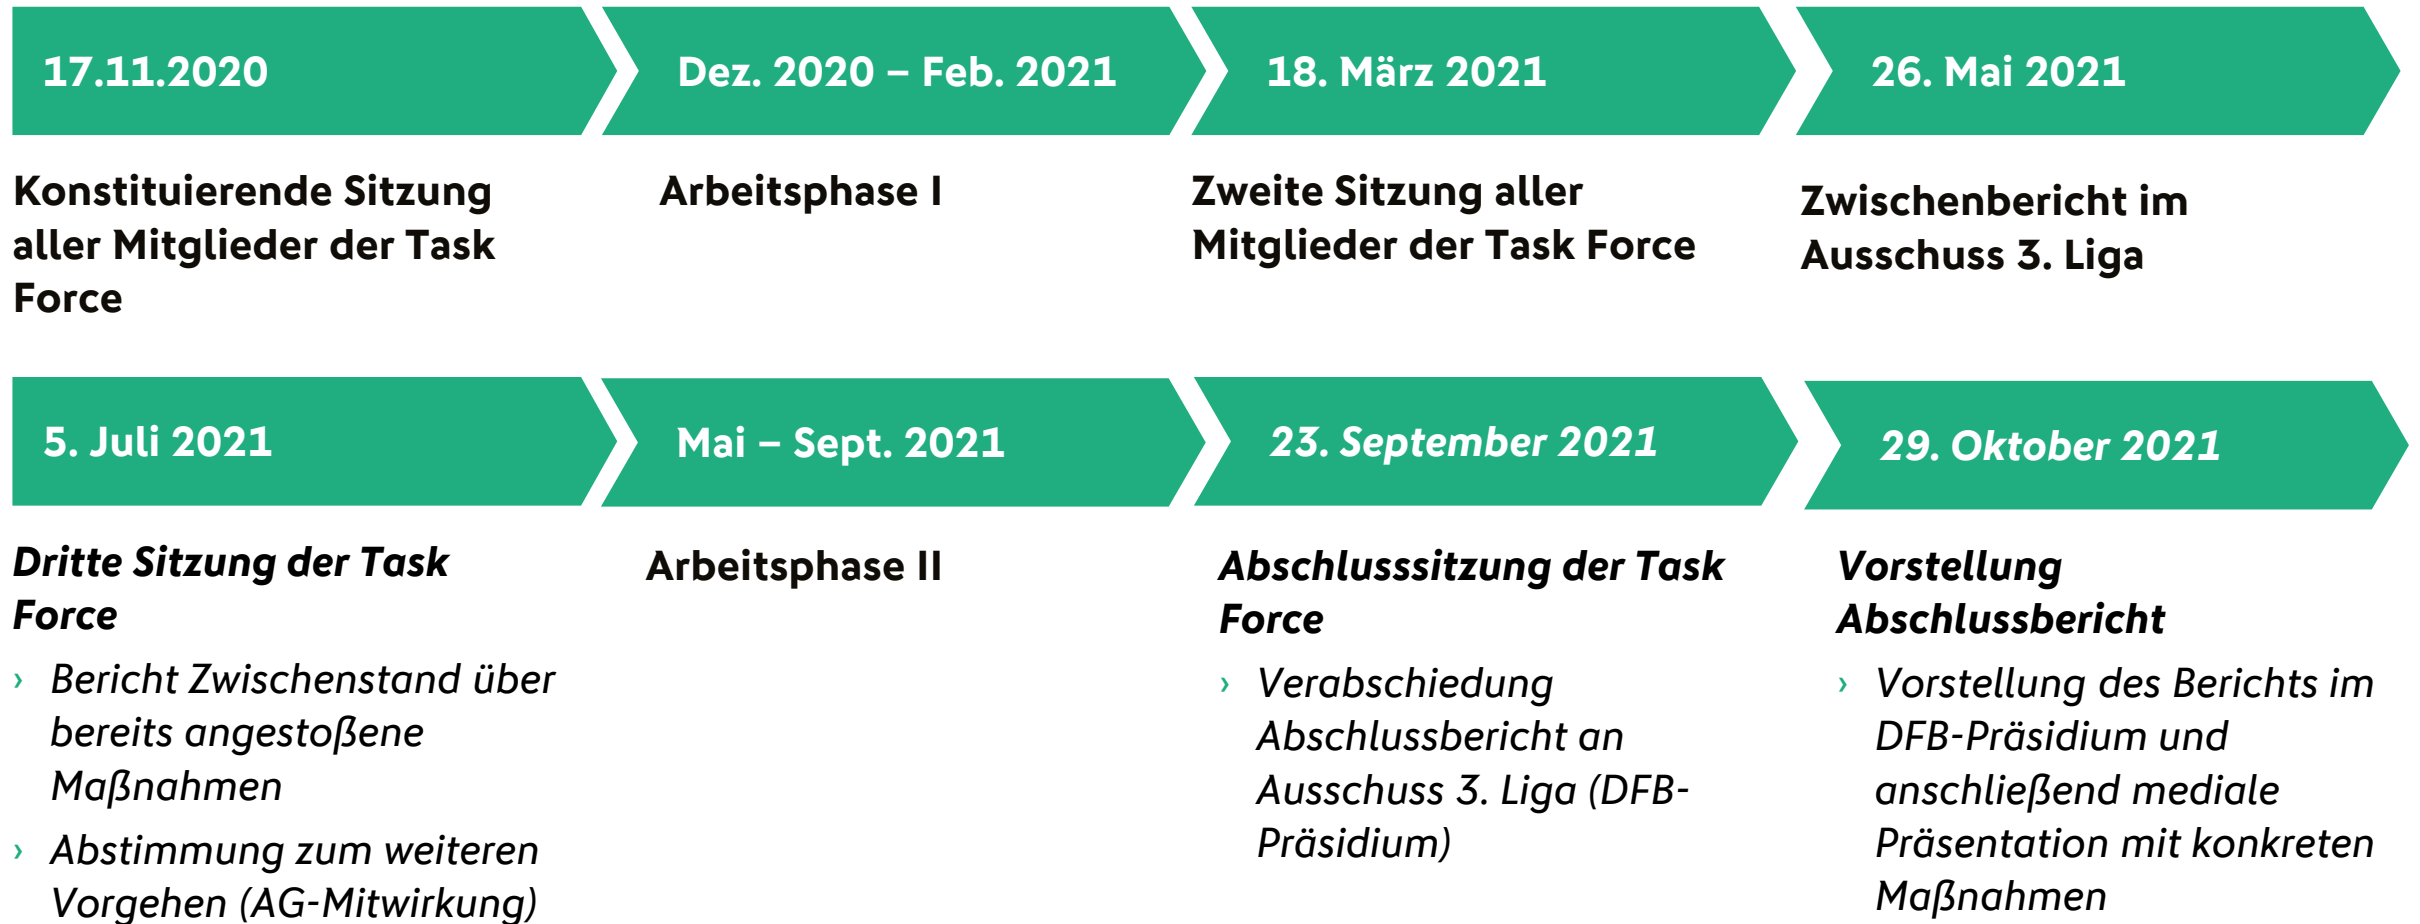 17.11.2020
Dez. 2020 – Feb. 2021
18. März 2021
26. Mai 2021
Konstituierende Sitzung
aller Mitglieder der Task
Force
Arbeitsphase I
Zweite Sitzung aller
Mitglieder der Task Force
Zwischenbericht im
Ausschuss 3. Liga
5. Juli 2021
Mai – Sept. 2021
23. September 2021
29. Oktober 2021
Dritte Sitzung der Task
Force
› Bericht Zwischenstand über
bereits angestoßene
Maßnahmen
› Abstimmung zum weiteren
Vorgehen (AG-Mitwirkung)
Arbeitsphase II
Abschlusssitzung der Task
Force
› Verabschiedung
Abschlussbericht an
Ausschuss 3. Liga (DFB-
Präsidium)
Vorstellung
Abschlussbericht
› Vorstellung des Berichts im
DFB-Präsidium und
anschließend mediale
Präsentation mit konkreten
Maßnahmen